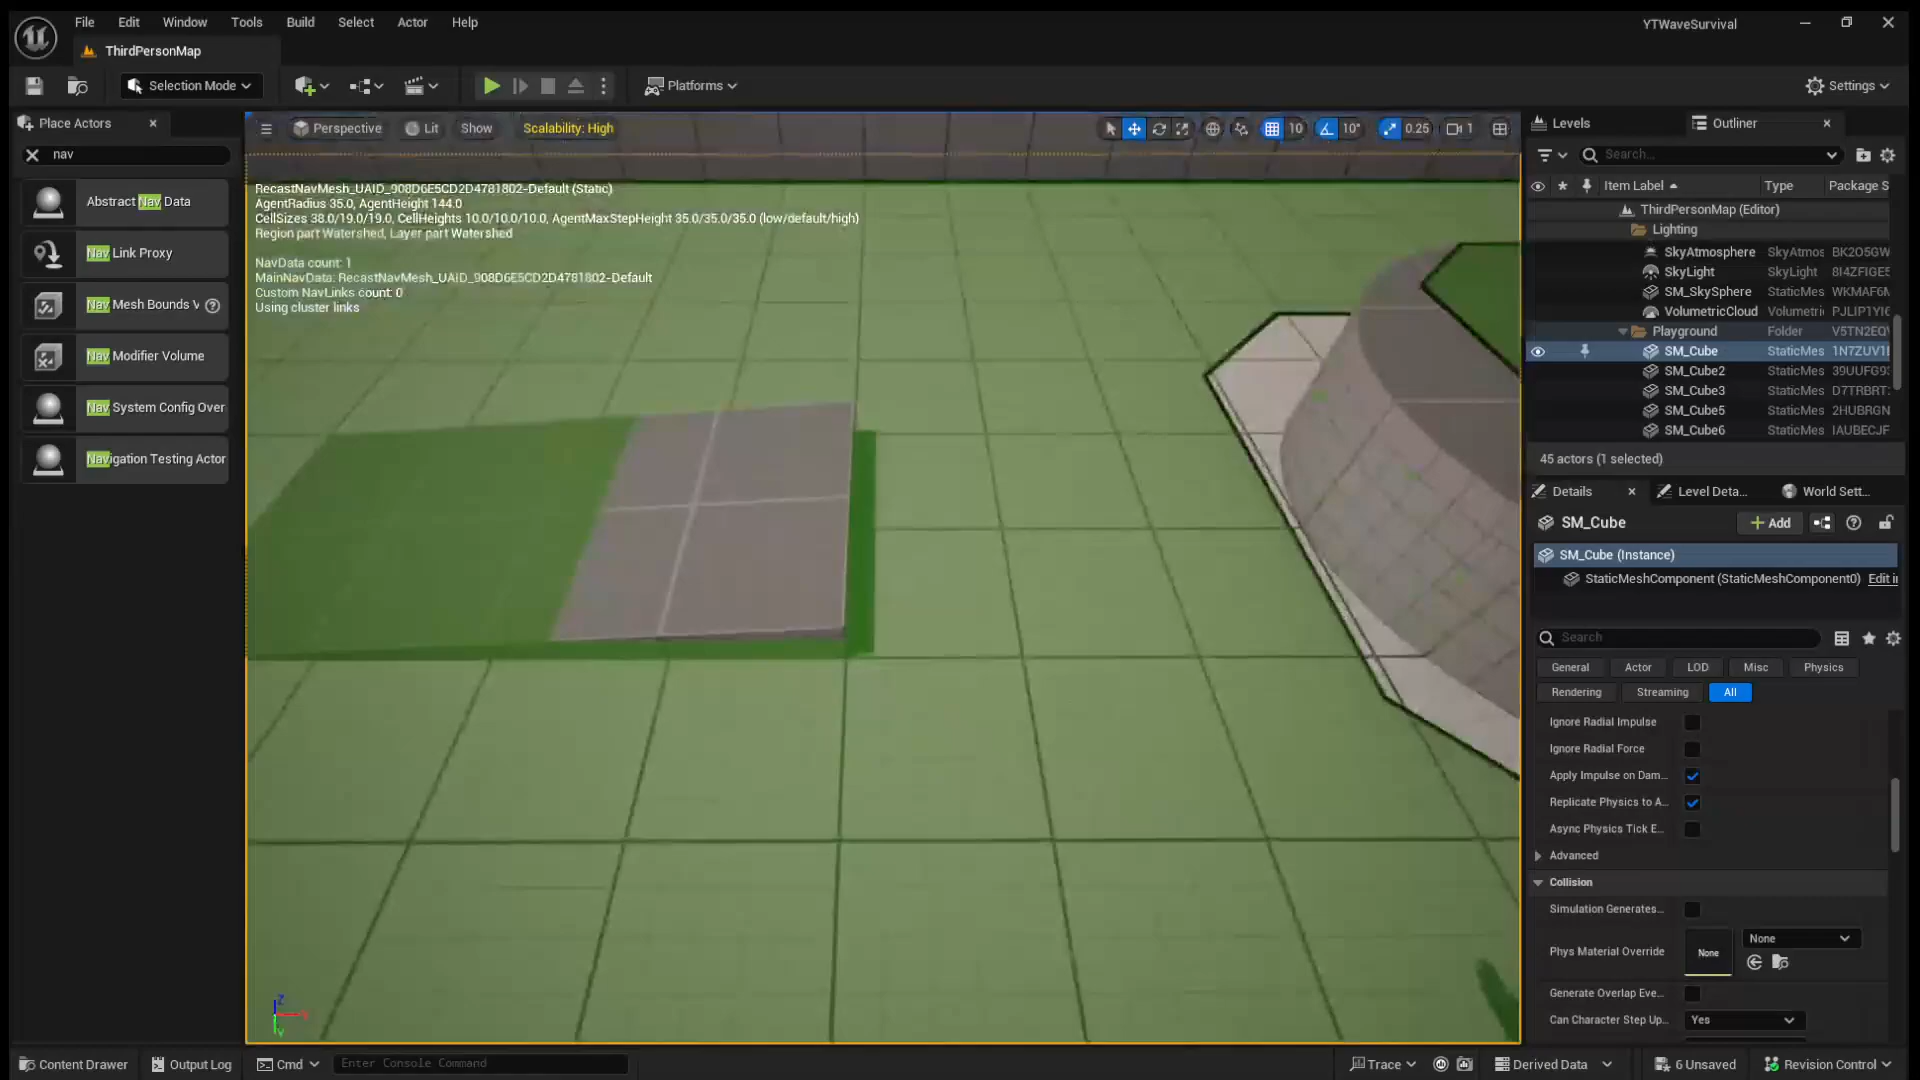 File Edit Window Tools Build Select Actor Help
YTWaveSurvival
ThirdPersonMap
Selection Mode
Platforms
Settings
Place Actors
nav
Abstract Nav Data
Nav Link Proxy
Nav Mesh Bounds V
Nav Modifier Volume
Nav System Config Over
Navigation Testing Actor
Perspective Lit Show Scalability: High
10 10° 0.25 1
RecastNavMesh_UAID_908D6E5CD2D4781802-Default (Static)
AgentRadius 35.0, AgentHeight 144.0
CellSizes 38.0/19.0/19.0, CellHeights 10.0/10.0/10.0, AgentMaxStepHeight 35.0/35.0/35.0 (low/default/high)
Region part Watershed, Layer part Watershed
NavData count: 1
MainNavData: RecastNavMesh_UAID_908D6E5CD2D4781802-Default
Custom NavLinks count: 0
Using cluster links
Z
Y
Levels Outliner
Search...
Item Label Type Package S
ThirdPersonMap (Editor)
Lighting
SkyAtmosphere SkyAtmos BK2O5GW
SkyLight SkyLight 8I4ZFIGE5
SM_SkySphere StaticMes WKMAF6M
VolumetricCloud Volumetri PJLIP1YI
Playground Folder V5TN2EQ
SM_Cube StaticMes 1N7ZUV1
SM_Cube2 StaticMes 39UUFG9
SM_Cube3 StaticMes D7TRBRT
SM_Cube5 StaticMes 2HUBRGN
SM_Cube6 StaticMes IAUBECJF
45 actors (1 selected)
Details Level Deta... World Sett...
SM_Cube
Add
SM_Cube (Instance)
StaticMeshComponent (StaticMeshComponent0) Edit i
Search
General Actor LOD Misc Physics
Rendering Streaming All
Ignore Radial Impulse
Ignore Radial Force
Apply Impulse on Dam...
Replicate Physics to A...
Async Physics Tick E...
Advanced
Collision
Simulation Generates...
Phys Material Override None None
Generate Overlap Eve...
Can Character Step Up... Yes
Content Drawer Output Log Cmd Enter Console Command
Trace Derived Data 6 Unsaved Revision Control